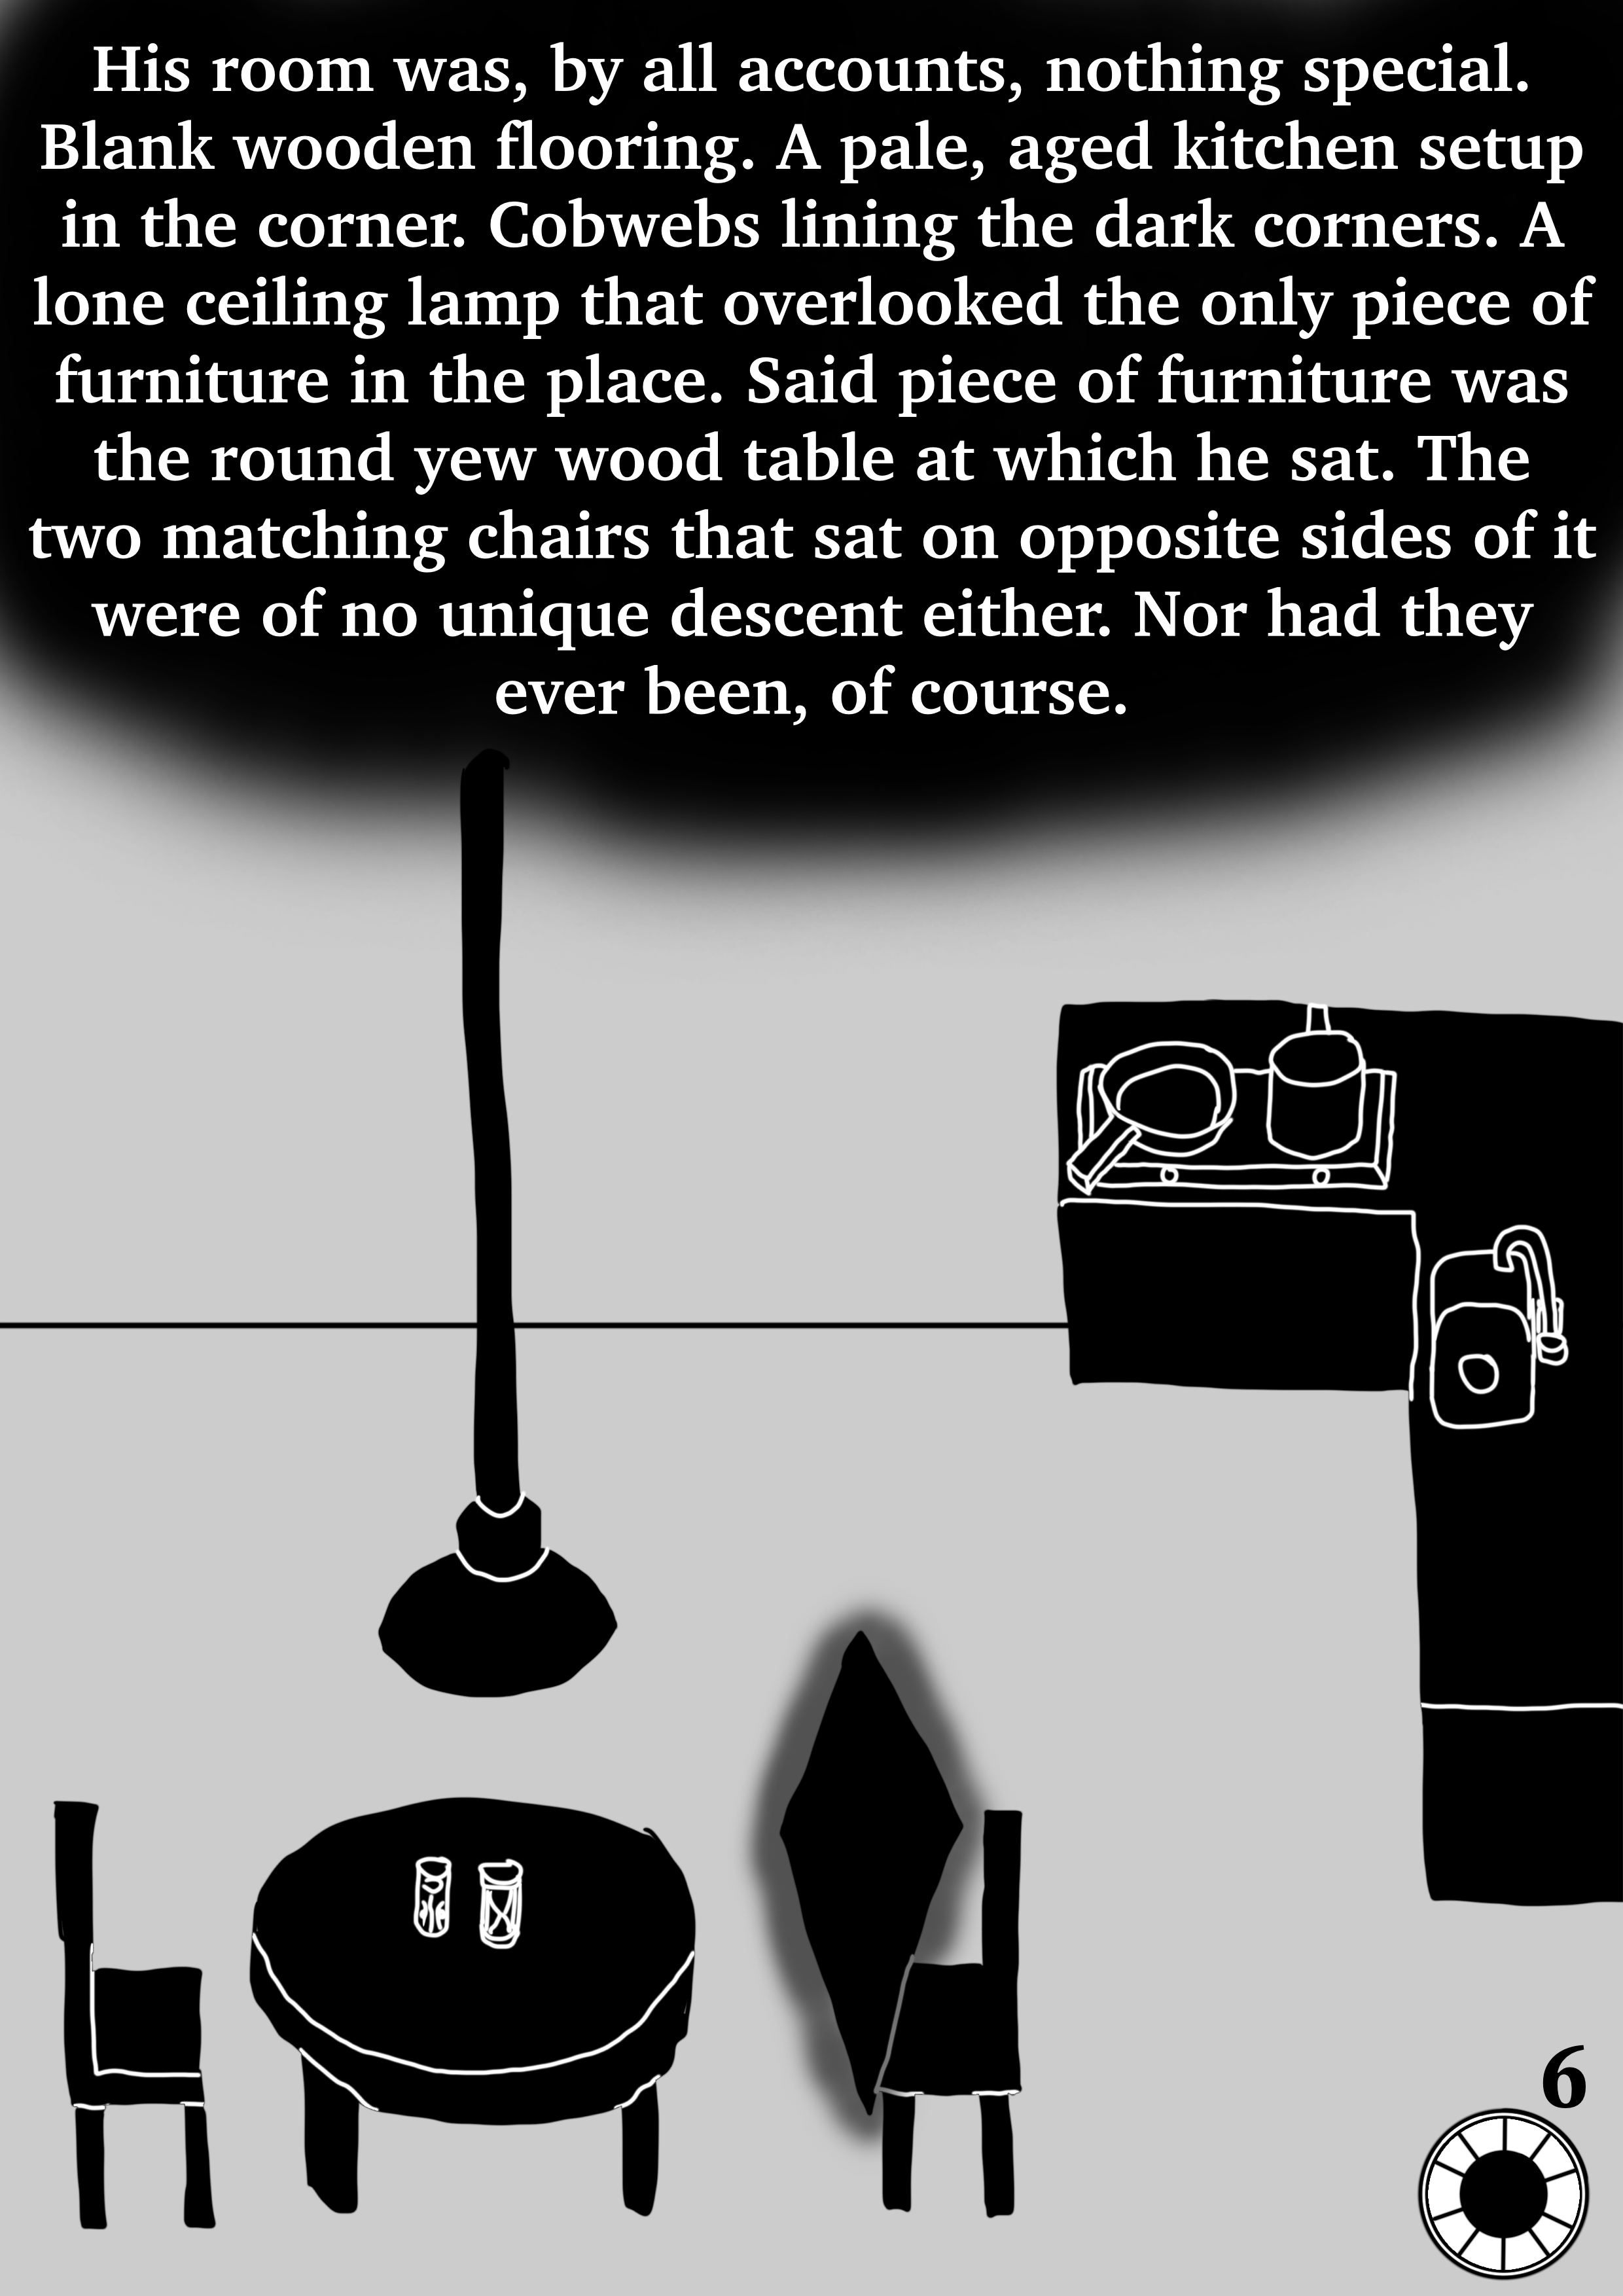 His room was, by all accounts, nothing special.
Blank wooden flooring. A pale, aged kitchen setup
in the corner. Cobwebs lining the dark corners. A
lone ceiling lamp that overlooked the only piece of
furniture in the place. Said piece of furniture was
the round yew wood table at which he sat. The
two matching chairs that sat on opposite sides of it
were of no unique descent either. Nor had they
ever been, of course.
6